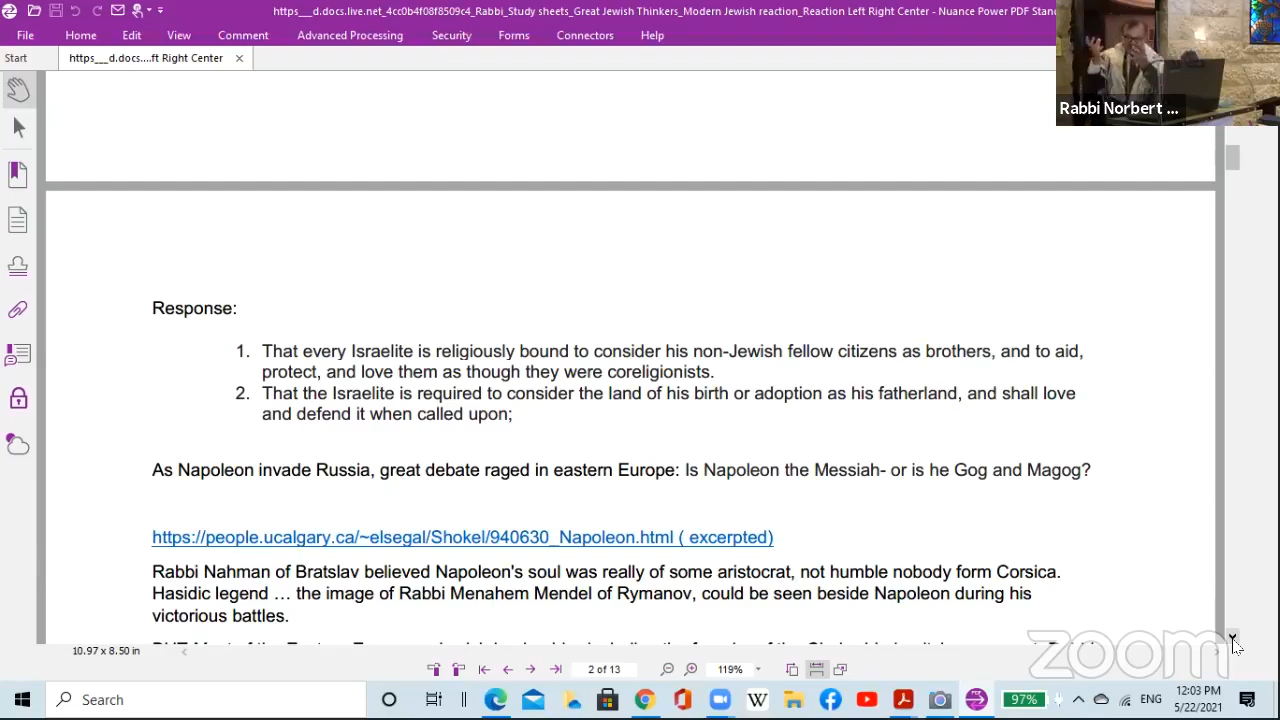 https___d.docs.live.net_4cc0b4f08f8509c4_Rabbi_Study sheets_Great Jewish Thinkers_Modern Jewish reaction_Reaction Left Right Center - Nuance Power PDF Stan
File Home Edit View Comment Advanced Processing Security Forms Connectors Help
Start https___d.docs....ft Right Center
Rabbi Norbert ...
Response:
1. That every Israelite is religiously bound to consider his non-Jewish fellow citizens as brothers, and to aid,
protect, and love them as though they were coreligionists.
2. That the Israelite is required to consider the land of his birth or adoption as his fatherland, and shall love
and defend it when called upon;
As Napoleon invade Russia, great debate raged in eastern Europe: Is Napoleon the Messiah- or is he Gog and Magog?
https://people.ucalgary.ca/~elsegal/Shokel/940630_Napoleon.html ( excerpted)
Rabbi Nahman of Bratslav believed Napoleon's soul was really of some aristocrat, not humble nobody form Corsica.
Hasidic legend … the image of Rabbi Menahem Mendel of Rymanov, could be seen beside Napoleon during his
victorious battles.
zoom
10.97 x 8.50 in
2 of 13
119%
Search
97%
ENG
12:03 PM
5/22/2021